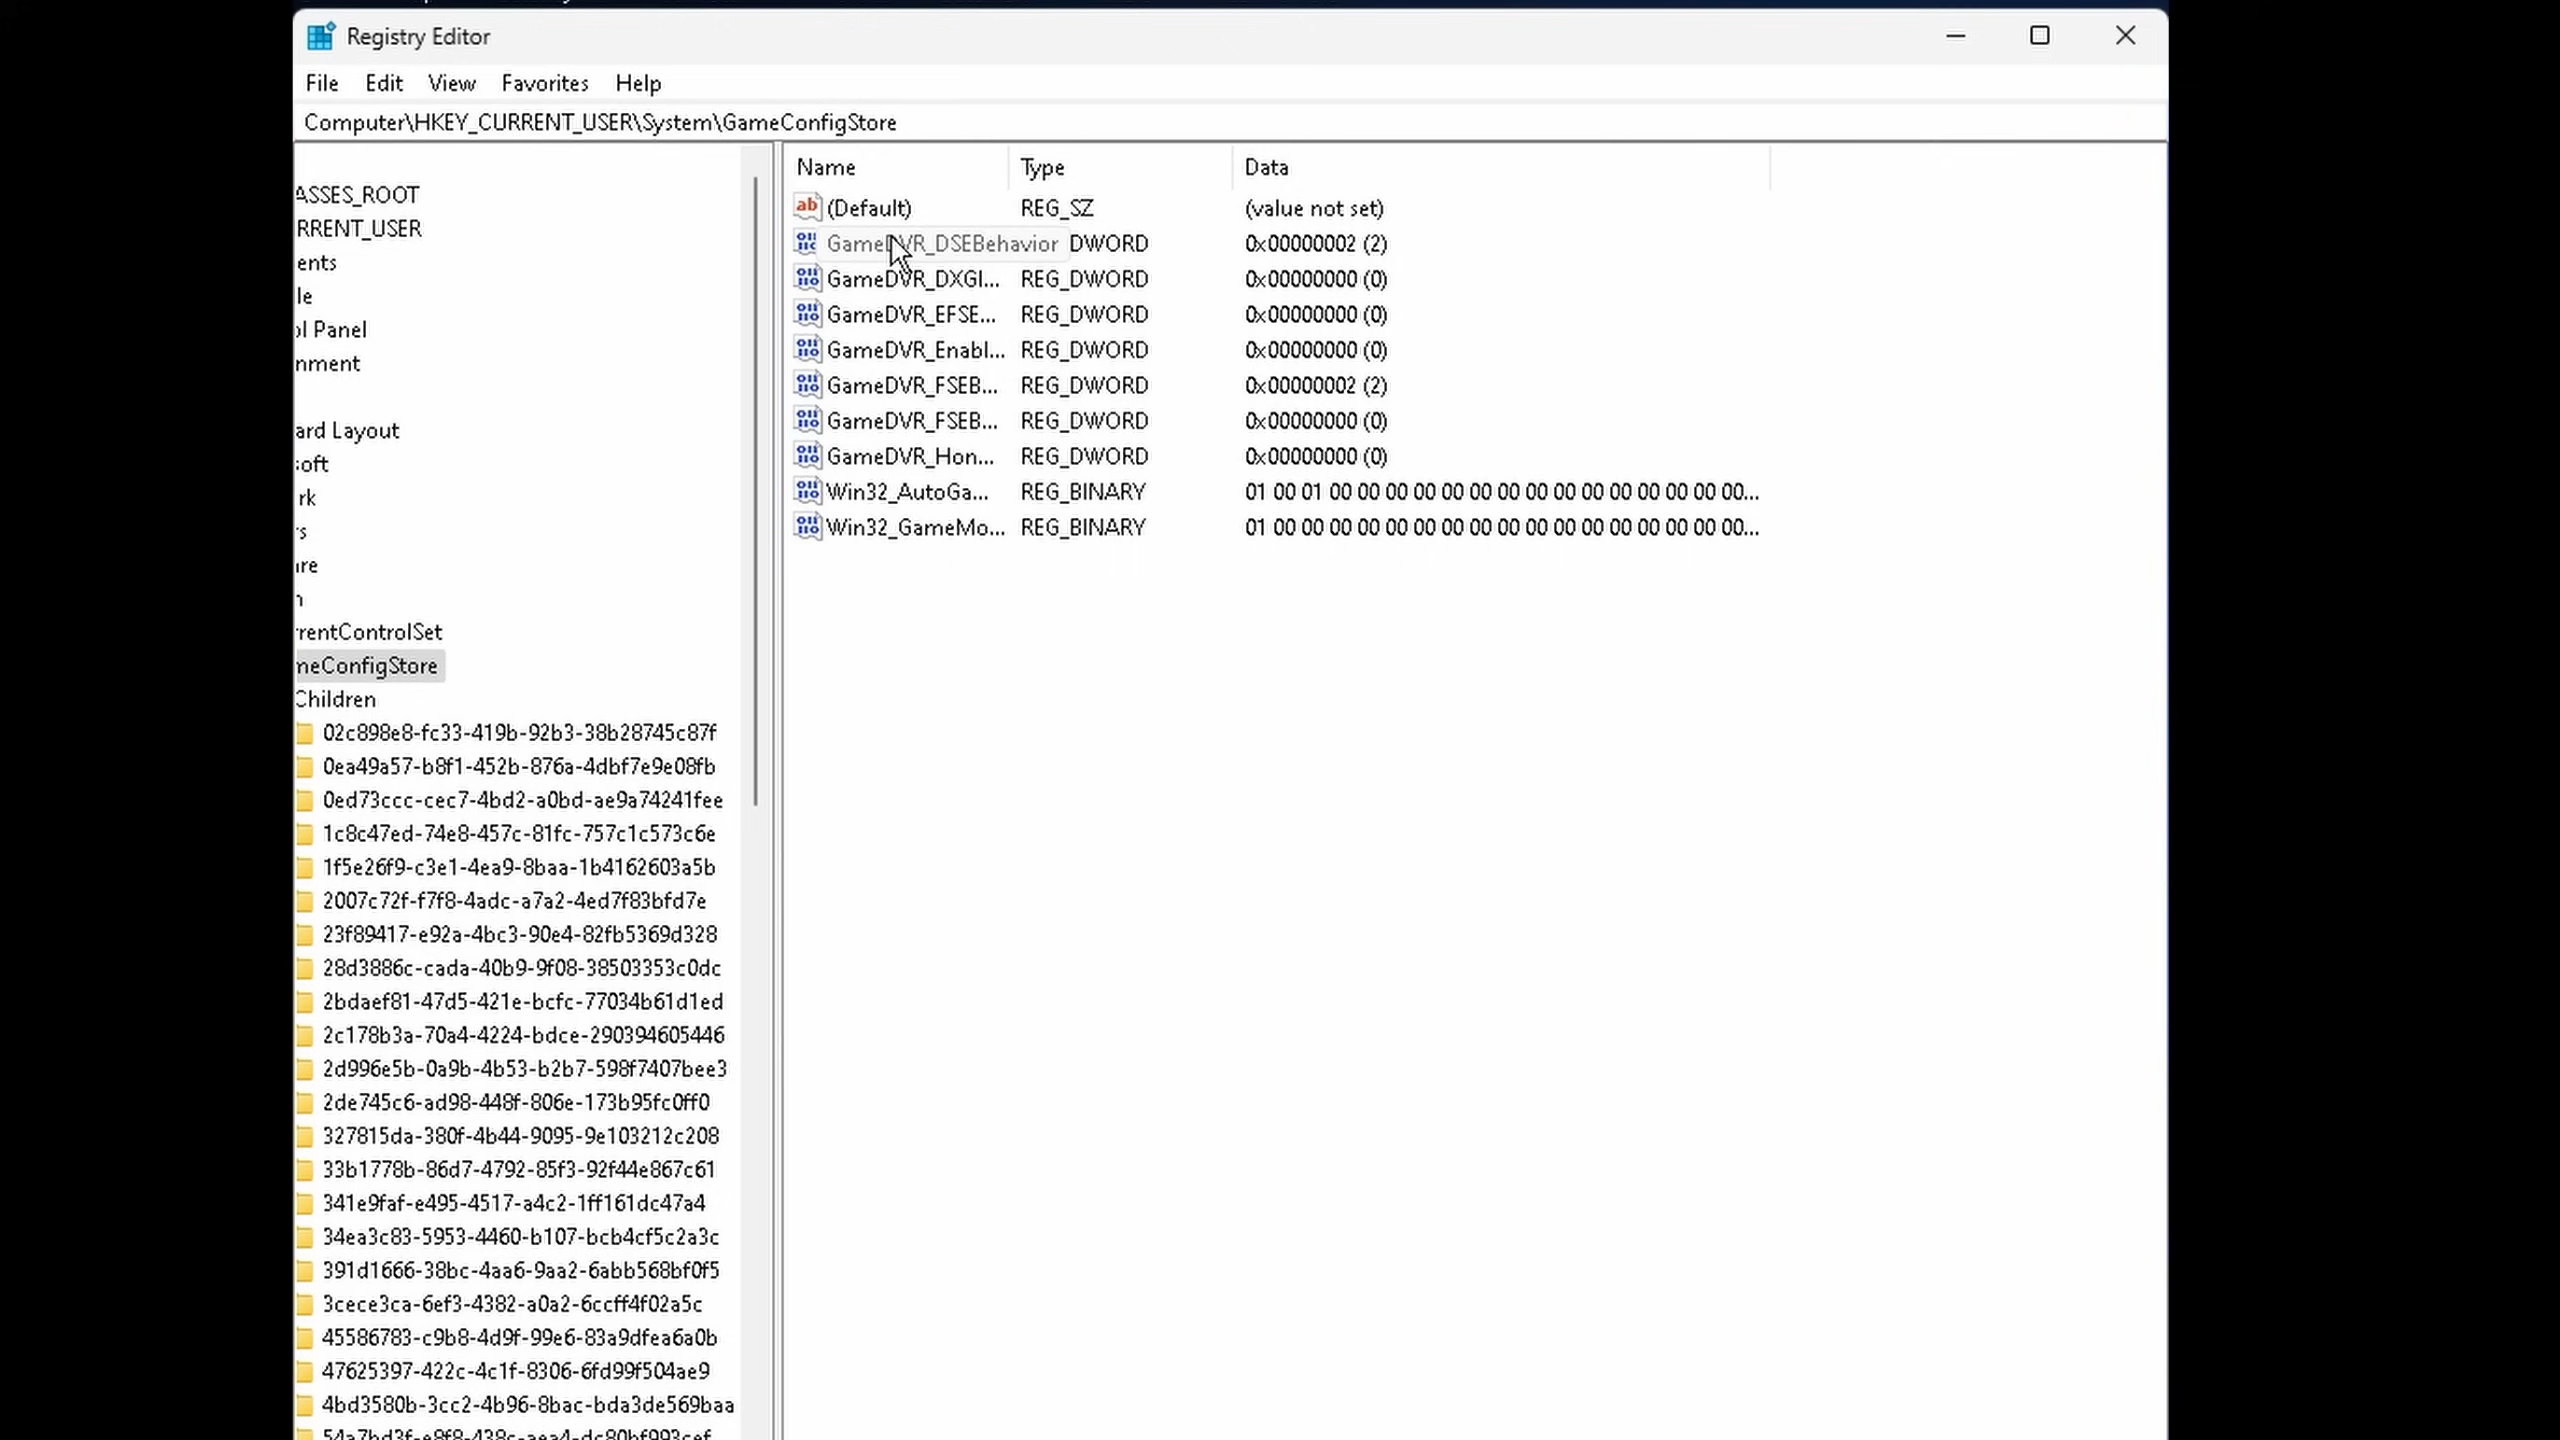 Registry Editor
File Edit View Favorites Help
Computer\HKEY_CURRENT_USER\System\GameConfigStore
ASSES_ROOT
RRENT_USER
ents
le
ol Panel
nment
ard Layout
soft
rk
rs
are
n
rrentControlSet
meConfigStore
Children
02c898e8-fc33-419b-92b3-38b28745c87f
0ea49a57-b8f1-452b-876a-4dbf7e9e08fb
0ed73ccc-cec7-4bd2-a0bd-ae9a74241fee
1c8c47ed-74e8-457c-81fc-757c1c573c6e
1f5e26f9-c3e1-4ea9-8baa-1b4162603a5b
2007c72f-f7f8-4adc-a7a2-4ed7f83bfd7e
23f89417-e92a-4bc3-90e4-82fb5369d328
28d3886c-cada-40b9-9f08-38503353c0dc
2bdaef81-47d5-421e-bcfc-77034b61d1ed
2c178b3a-70a4-4224-bdce-290394605446
2d996e5b-0a9b-4b53-b2b7-598f7407bee3
2de745c6-ad98-448f-806e-173b95fc0ff0
327815da-380f-4b44-9095-9e103212c208
33b1778b-86d7-4792-85f3-92f44e867c61
341e9faf-e495-4517-a4c2-1ff161dc47a4
34ea3c83-5953-4460-b107-bcb4cf5c2a3c
391d1666-38bc-4aa6-9aa2-6abb568bf0f5
3cece3ca-6ef3-4382-a0a2-6ccff4f02a5c
45586783-c9b8-4d9f-99e6-83a9dfea6a0b
47625397-422c-4c1f-8306-6fd99f504ae9
4bd3580b-3cc2-4b96-8bac-bda3de569baa
Name Type Data
(Default) REG_SZ (value not set)
GameDVR_DSEBehavior DWORD 0x00000002 (2)
GameDVR_DXGI... REG_DWORD 0x00000000 (0)
GameDVR_EFSE... REG_DWORD 0x00000000 (0)
GameDVR_Enabl... REG_DWORD 0x00000000 (0)
GameDVR_FSEB... REG_DWORD 0x00000002 (2)
GameDVR_FSEB... REG_DWORD 0x00000000 (0)
GameDVR_Hon... REG_DWORD 0x00000000 (0)
Win32_AutoGa... REG_BINARY 01 00 01 00 00 00 00 00 00 00 00 00 00 00 00 00 00 00...
Win32_GameMo... REG_BINARY 01 00 00 00 00 00 00 00 00 00 00 00 00 00 00 00 00 00...